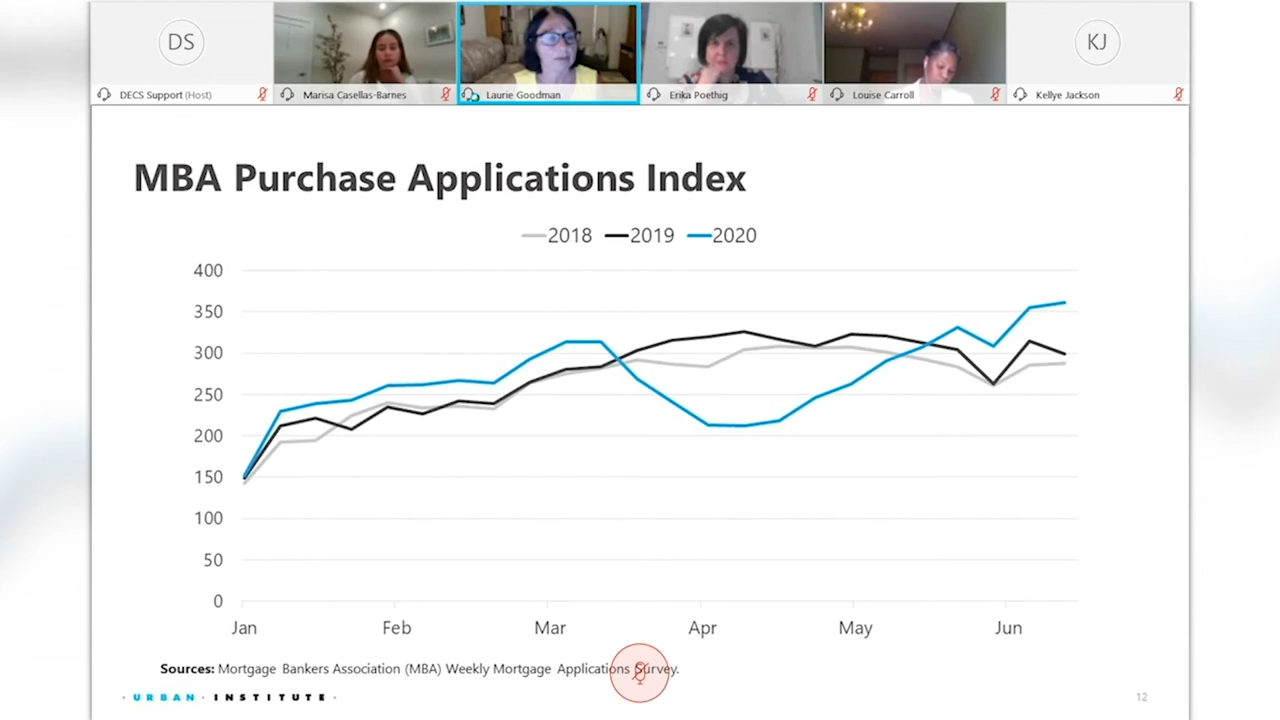 DS
KJ
DECS Support (Host)
Marisa Casellas-Barnes
Laurie Goodman
Erika Poethig
Louise Carroll
Kellye Jackson
MBA Purchase Applications Index
2018 2019 2020
400
350
300
250
200
150
100
50
0
Jan Feb Mar Apr May Jun
Sources: Mortgage Bankers Association (MBA) Weekly Mortgage Applications Survey.
· URBAN · INSTITUTE ·
12